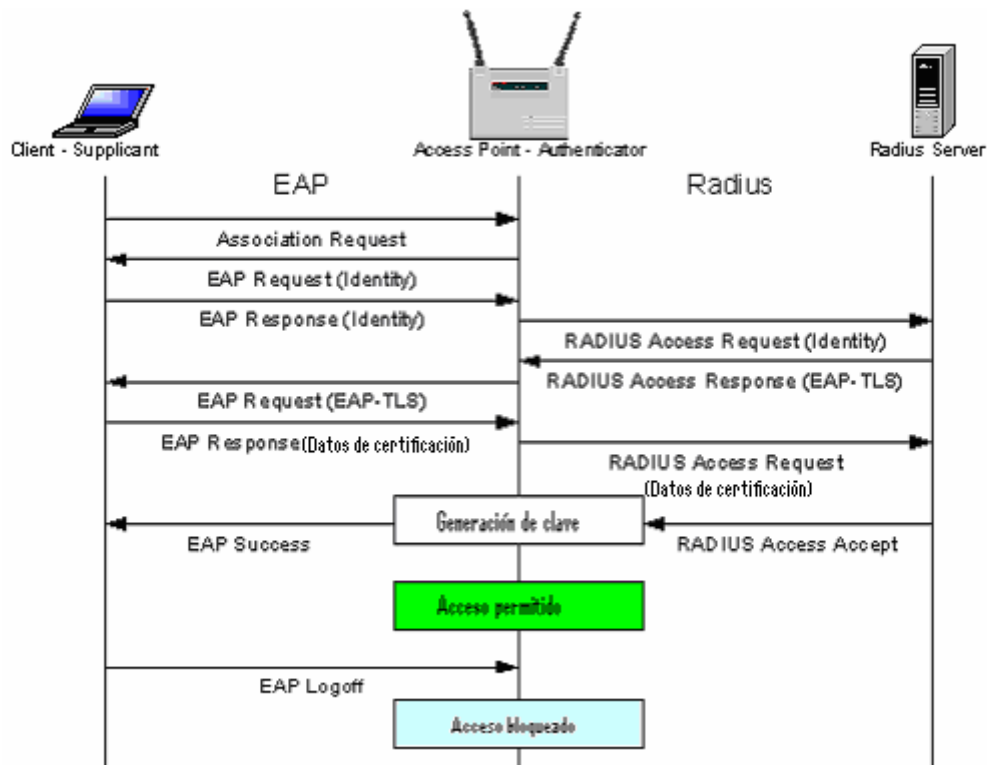 Client - Supplicant
Access Point - Authenticator
Radius Server
EAP
Radius
Association Request
EAP Request (Identity)
EAP Response (Identity)
RADIUS Access Request (Identity)
RADIUS Access Response (EAP-TLS)
EAP Request (EAP-TLS)
EAP Response (Datos de certificación)
RADIUS Access Request
(Datos de certificación)
Generación de clave
EAP Success
RADIUS Access Accept
Acceso permitido
EAP Logoff
Acceso bloqueado